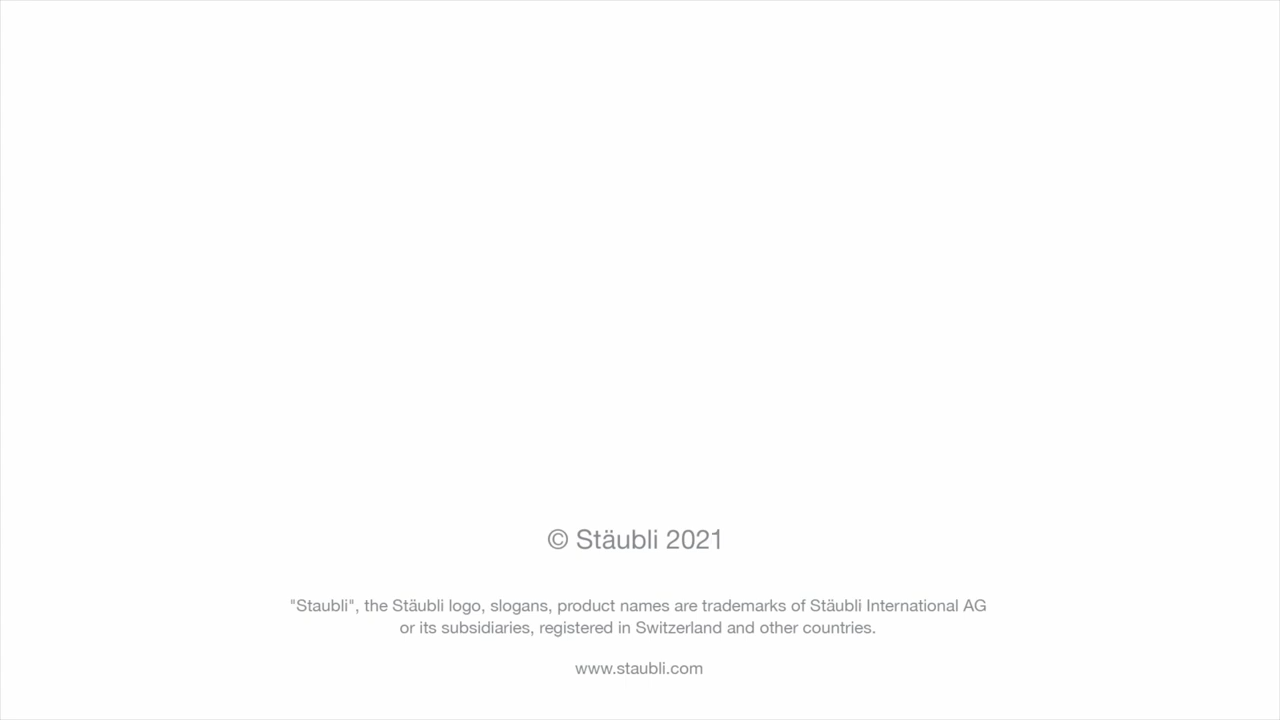 © Stäubli 2021
"Staubli", the Stäubli logo, slogans, product names are trademarks of Stäubli International AG
or its subsidiaries, registered in Switzerland and other countries.
www.staubli.com